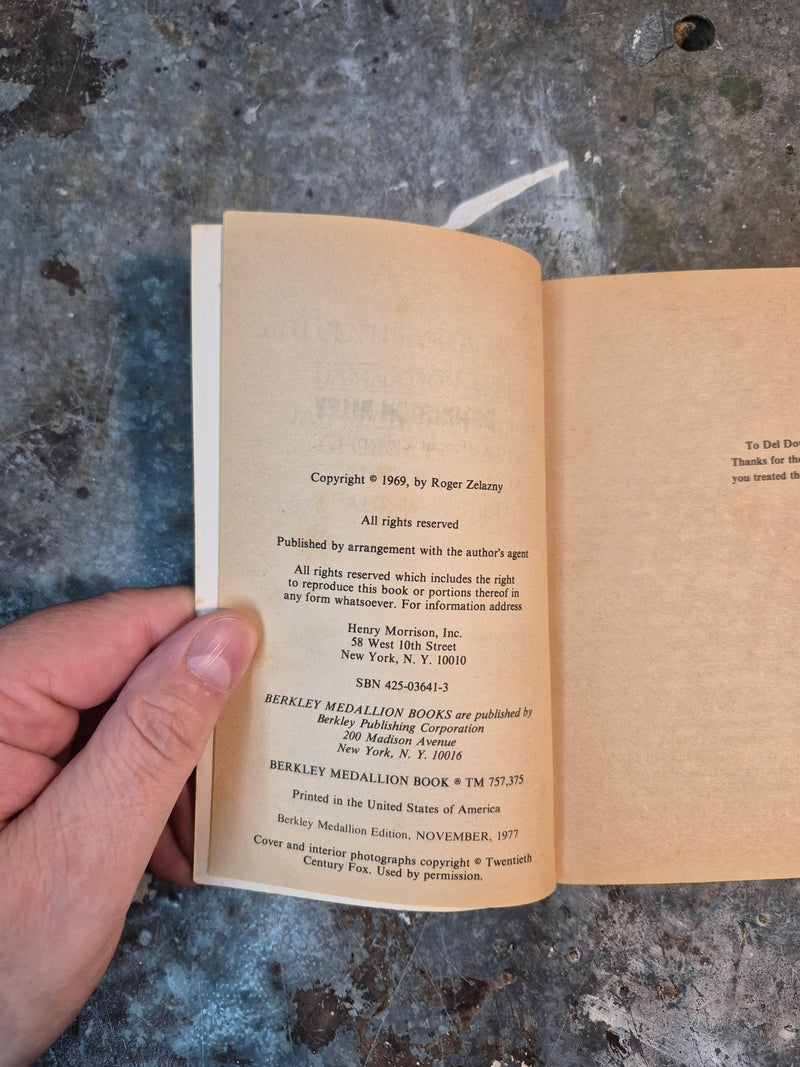 Copyright © 1969, by Roger Zelazny
All rights reserved
Published by arrangement with the author's agent
All rights reserved which includes the right
to reproduce this book or portions thereof in
any form whatsoever. For information address
Henry Morrison, Inc.
58 West 10th Street
New York, N. Y. 10010
SBN 425-03641-3
BERKLEY MEDALLION BOOKS are published by
Berkley Publishing Corporation
200 Madison Avenue
New York, N. Y. 10016
BERKLEY MEDALLION BOOK ® TM 757,375
Printed in the United States of America
Berkley Medallion Edition, NOVEMBER, 1977
Cover and interior photographs copyright © Twentieth
Century Fox. Used by permission.
To Del
Thanks for the
you treated